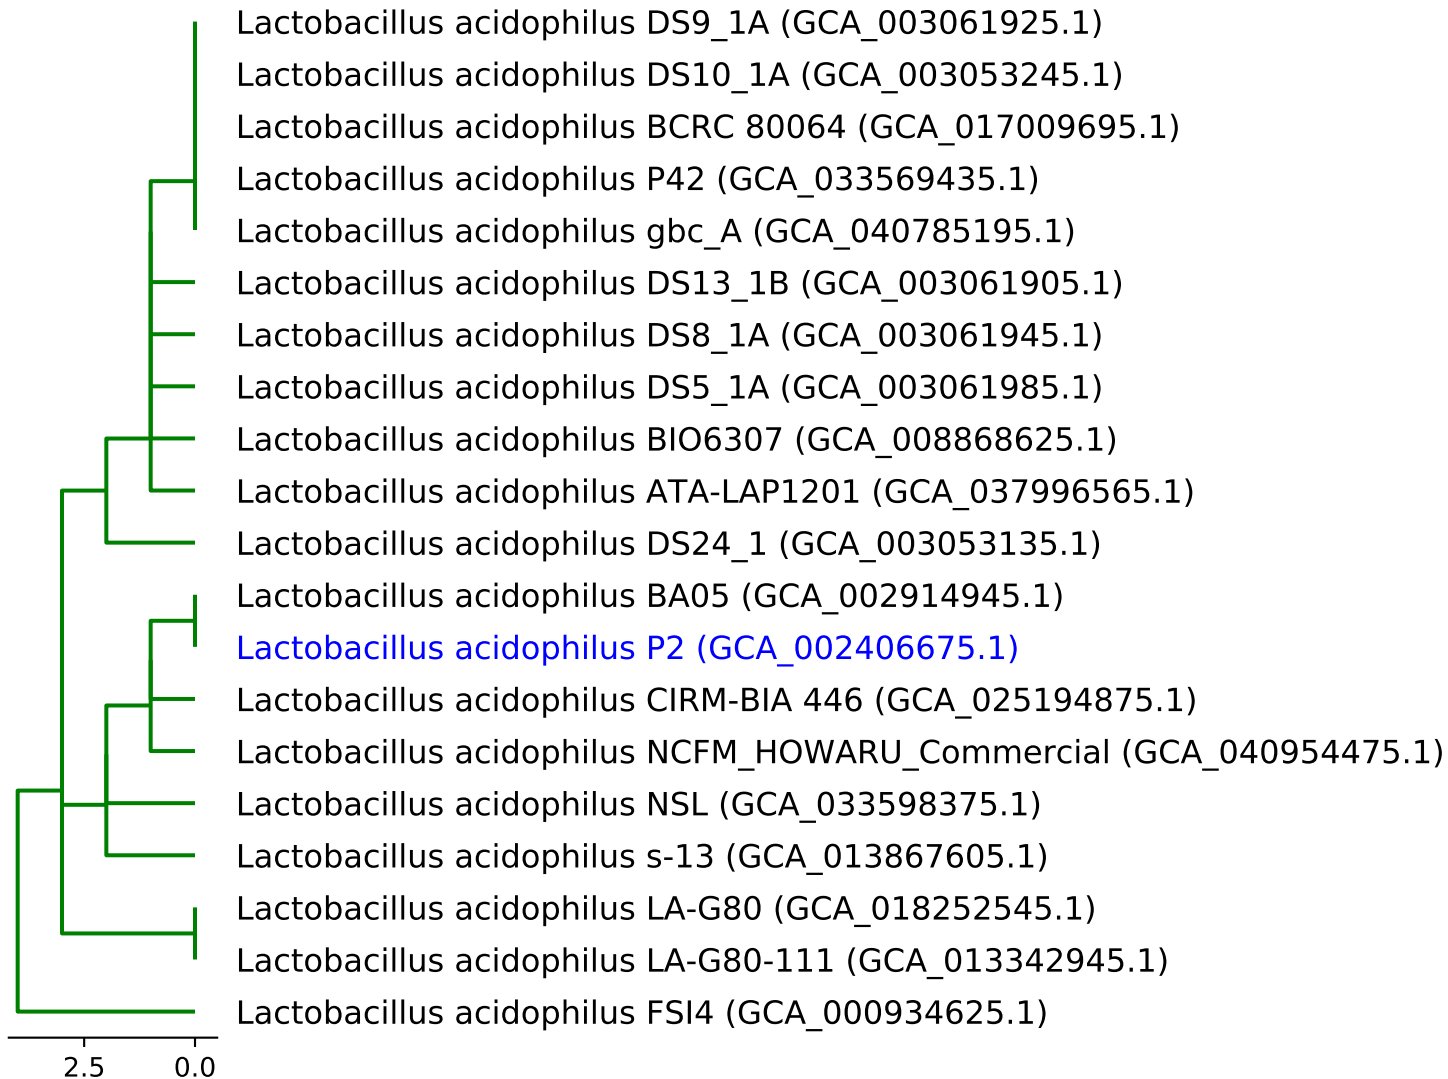 Lactobacillus acidophilus DS9_1A (GCA_003061925.1)
Lactobacillus acidophilus DS10_1A (GCA_003053245.1)
Lactobacillus acidophilus BCRC 80064 (GCA_017009695.1)
Lactobacillus acidophilus P42 (GCA_033569435.1)
Lactobacillus acidophilus gbc_A (GCA_040785195.1)
Lactobacillus acidophilus DS13_1B (GCA_003061905.1)
Lactobacillus acidophilus DS8_1A (GCA_003061945.1)
Lactobacillus acidophilus DS5_1A (GCA_003061985.1)
Lactobacillus acidophilus BIO6307 (GCA_008868625.1)
Lactobacillus acidophilus ATA-LAP1201 (GCA_037996565.1)
Lactobacillus acidophilus DS24_1 (GCA_003053135.1)
Lactobacillus acidophilus BA05 (GCA_002914945.1)
Lactobacillus acidophilus P2 (GCA_002406675.1)
Lactobacillus acidophilus CIRM-BIA 446 (GCA_025194875.1)
Lactobacillus acidophilus NCFM_HOWARU_Commercial (GCA_040954475.1)
Lactobacillus acidophilus NSL (GCA_033598375.1)
Lactobacillus acidophilus s-13 (GCA_013867605.1)
Lactobacillus acidophilus LA-G80 (GCA_018252545.1)
Lactobacillus acidophilus LA-G80-111 (GCA_013342945.1)
Lactobacillus acidophilus FSI4 (GCA_000934625.1)
2.5 0.0